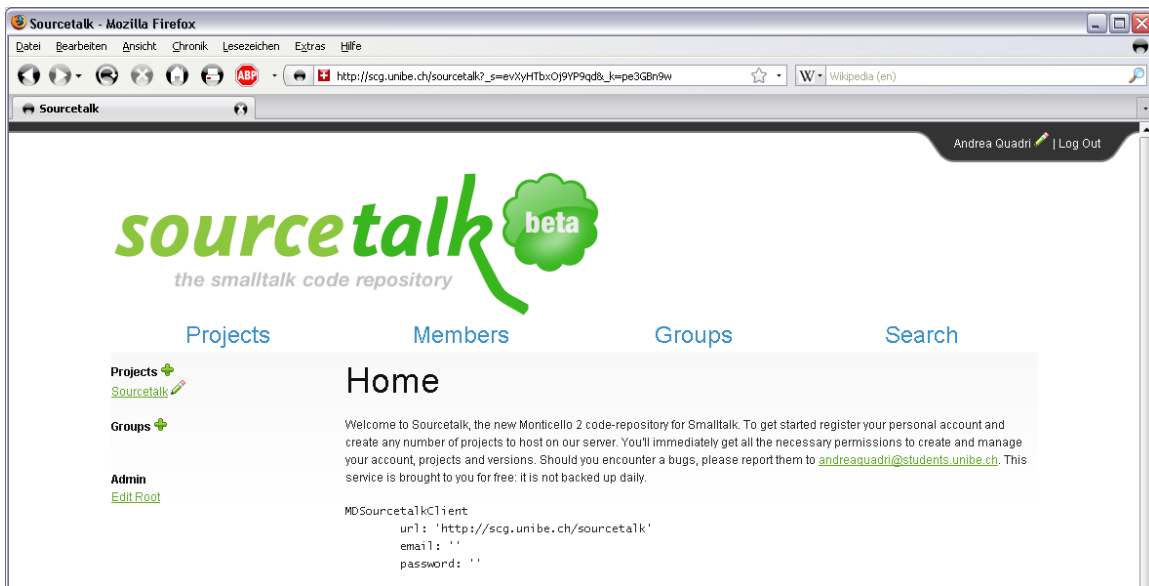 Sourcetalk - Mozilla Firefox
Datei Bearbeiten Ansicht Chronik Lesezeichen Extras Hilfe
ABP http://scg.unibe.ch/sourcetalk?_s=evXyHTbxOj9YP9qd&_k=pe3GBn9w W Wikipedia (en)
Sourcetalk
Andrea Quadri | Log Out
sourcetalk beta
the smalltalk code repository
Projects Members Groups Search
Projects
Sourcetalk
Groups
Admin
Edit Root
Home
Welcome to Sourcetalk, the new Monticello 2 code-repository for Smalltalk. To get started register your personal account and
create any number of projects to host on our server. You'll immediately get all the necessary permissions to create and manage
your account, projects and versions. Should you encounter a bugs, please report them to andreaquadri@students.unibe.ch. This
service is brought to you for free: it is not backed up daily.
MDSourcetalkClient
url: 'http://scg.unibe.ch/sourcetalk'
email: ''
password: ''